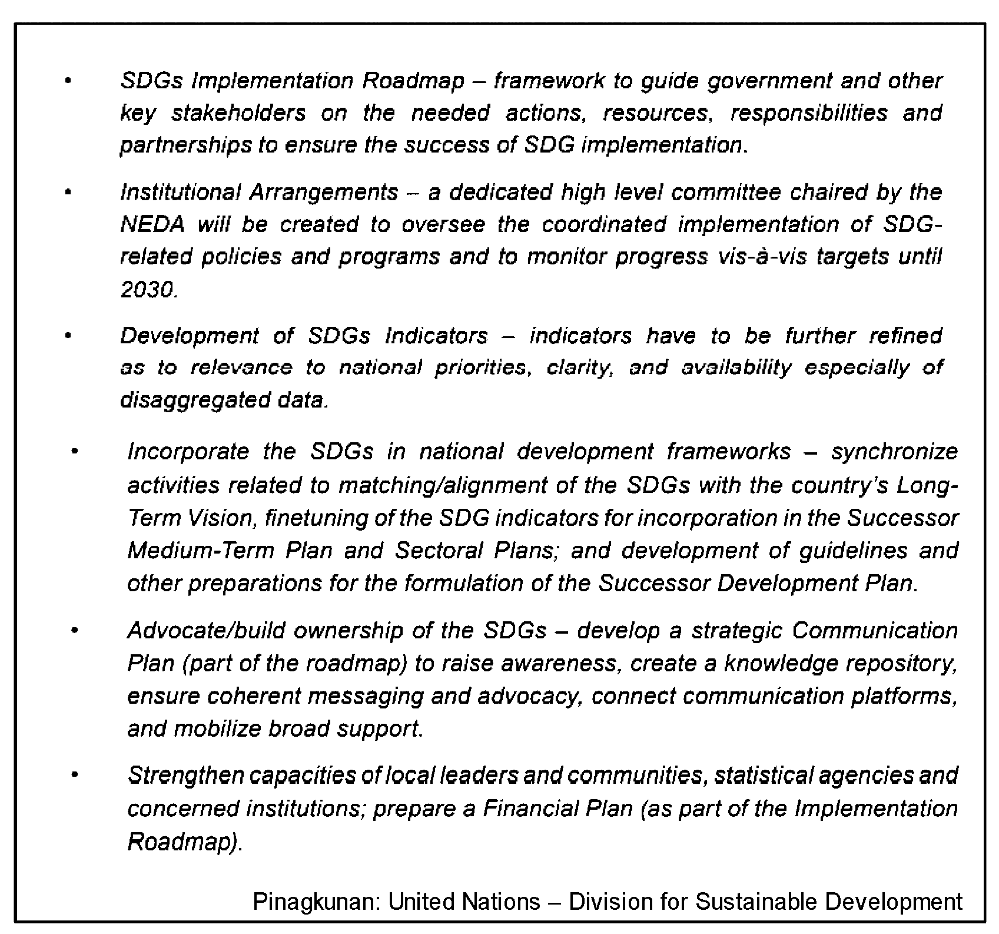 • SDGs Implementation Roadmap – framework to guide government and other
key stakeholders on the needed actions, resources, responsibilities and
partnerships to ensure the success of SDG implementation.
• Institutional Arrangements – a dedicated high level committee chaired by the
NEDA will be created to oversee the coordinated implementation of SDG-
related policies and programs and to monitor progress vis-à-vis targets until
2030.
• Development of SDGs Indicators – indicators have to be further refined
as to relevance to national priorities, clarity, and availability especially of
disaggregated data.
• Incorporate the SDGs in national development frameworks – synchronize
activities related to matching/alignment of the SDGs with the country’s Long-
Term Vision, finetuning of the SDG indicators for incorporation in the Successor
Medium-Term Plan and Sectoral Plans; and development of guidelines and
other preparations for the formulation of the Successor Development Plan.
• Advocate/build ownership of the SDGs – develop a strategic Communication
Plan (part of the roadmap) to raise awareness, create a knowledge repository,
ensure coherent messaging and advocacy, connect communication platforms,
and mobilize broad support.
• Strengthen capacities of local leaders and communities, statistical agencies and
concerned institutions; prepare a Financial Plan (as part of the Implementation
Roadmap).
Pinagkunan: United Nations – Division for Sustainable Development